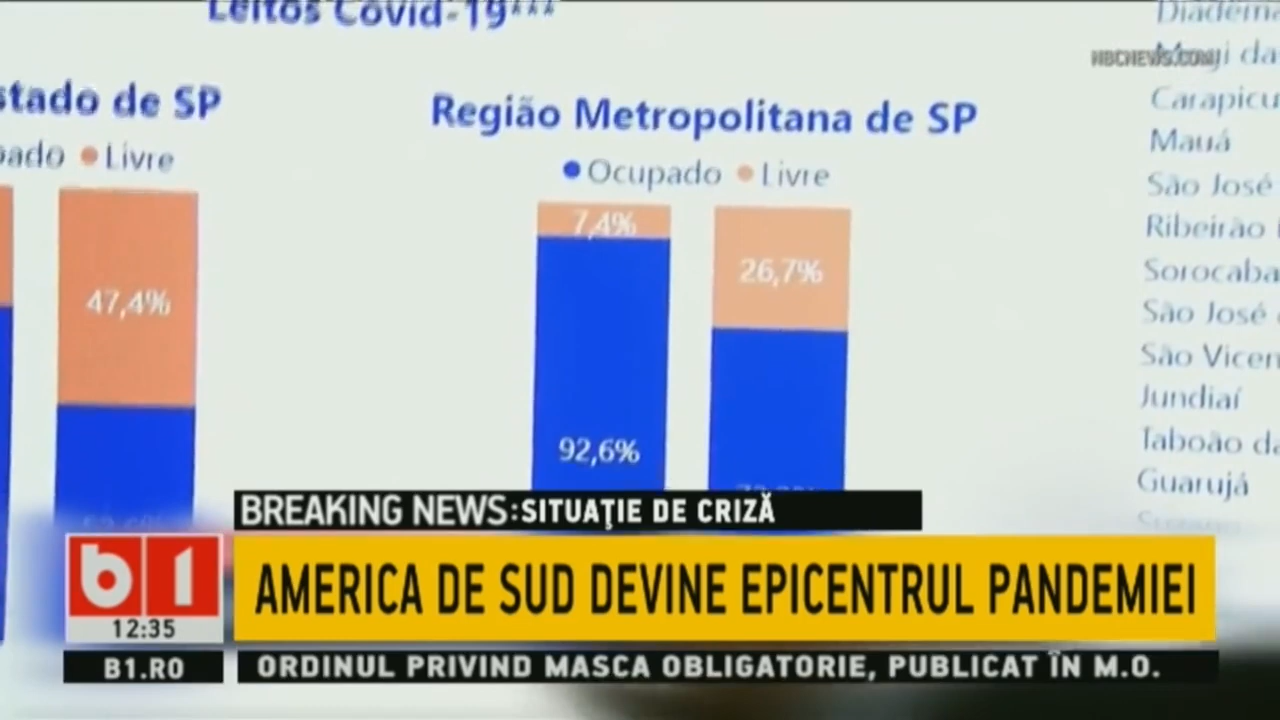 Leitos Covid-19***
stado de SP
pado Livre
47,4%
Região Metropolitana de SP
Ocupado Livre
7,4%
92,6%
26,7%
Diadema
NBCNEWS.COM
Mogi da
Carapicu
Mauá
São José
Ribeirão
Sorocaba
São José
São Vicen
Jundiaí
Taboão da
Guarujá
BREAKING NEWS: SITUAŢIE DE CRIZĂ
b1
AMERICA DE SUD DEVINE EPICENTRUL PANDEMIEI
12:35
B1.RO
ORDINUL PRIVIND MASCA OBLIGATORIE, PUBLICAT ÎN M.O.